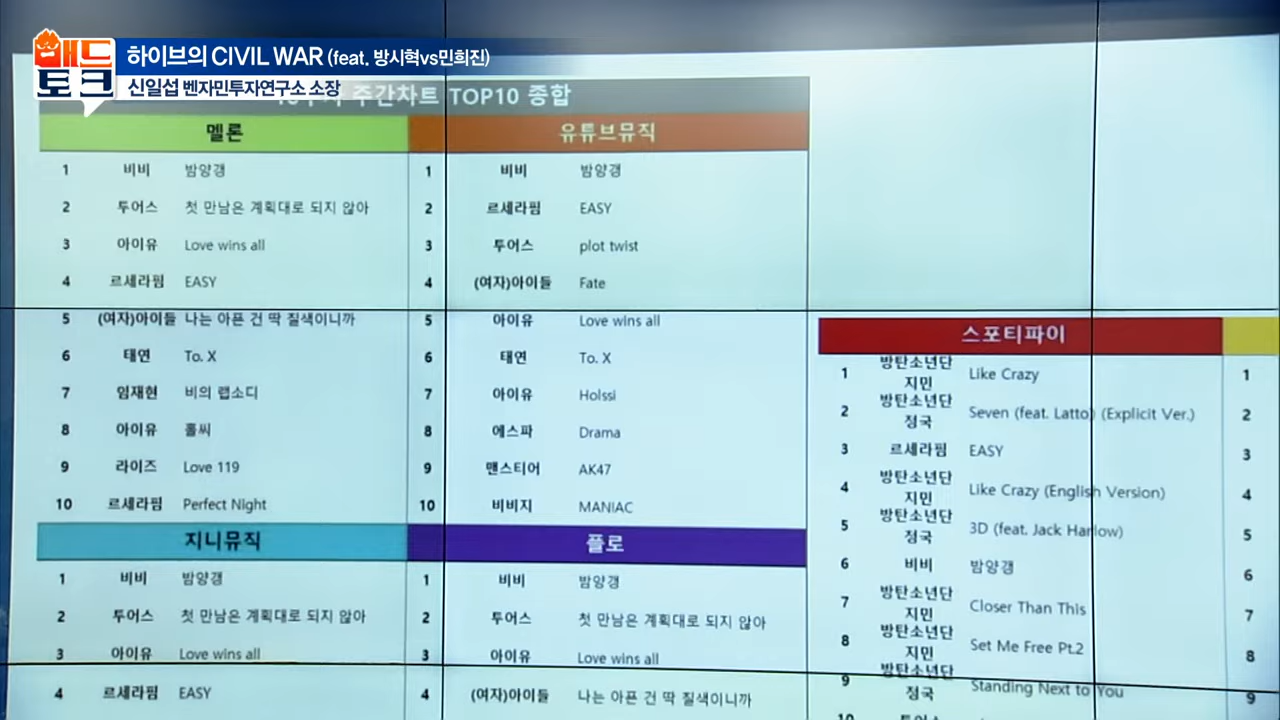 매드
토크
하이브의 CIVIL WAR (feat. 방시혁vs민희진)
신일섭 벤자민투자연구소 소장
주간차트 TOP10 종합
멜론
1 비비 밤양갱
2 투어스 첫 만남은 계획대로 되지 않아
3 아이유 Love wins all
4 르세라핌 EASY
5 (여자)아이들 나는 아픈 건 딱 질색이니까
6 태연 To. X
7 임재현 비의 랩소디
8 아이유 홀씨
9 라이즈 Love 119
10 르세라핌 Perfect Night
유튜브뮤직
1 비비 밤양갱
2 르세라핌 EASY
3 투어스 plot twist
4 (여자)아이들 Fate
5 아이유 Love wins all
6 태연 To. X
7 아이유 Holssi
8 에스파 Drama
9 맨스티어 AK47
10 비비지 MANIAC
지니뮤직
1 비비 밤양갱
2 투어스 첫 만남은 계획대로 되지 않아
3 아이유 Love wins all
4 르세라핌 EASY
플로
1 비비 밤양갱
2 투어스 첫 만남은 계획대로 되지 않아
3 아이유 Love wins all
4 (여자)아이들 나는 아픈 건 딱 질색이니까
스포티파이
1 방탄소년단 지민 Like Crazy
2 방탄소년단 정국 Seven (feat. Latto) (Explicit Ver.)
3 르세라핌 EASY
4 방탄소년단 지민 Like Crazy (English Version)
5 방탄소년단 정국 3D (feat. Jack Harlow)
6 비비 밤양갱
7 방탄소년단 지민 Closer Than This
8 방탄소년단 지민 Set Me Free Pt.2
9 방탄소년단 정국 Standing Next to You
10 투어스
1
2
3
4
5
6
7
8
9